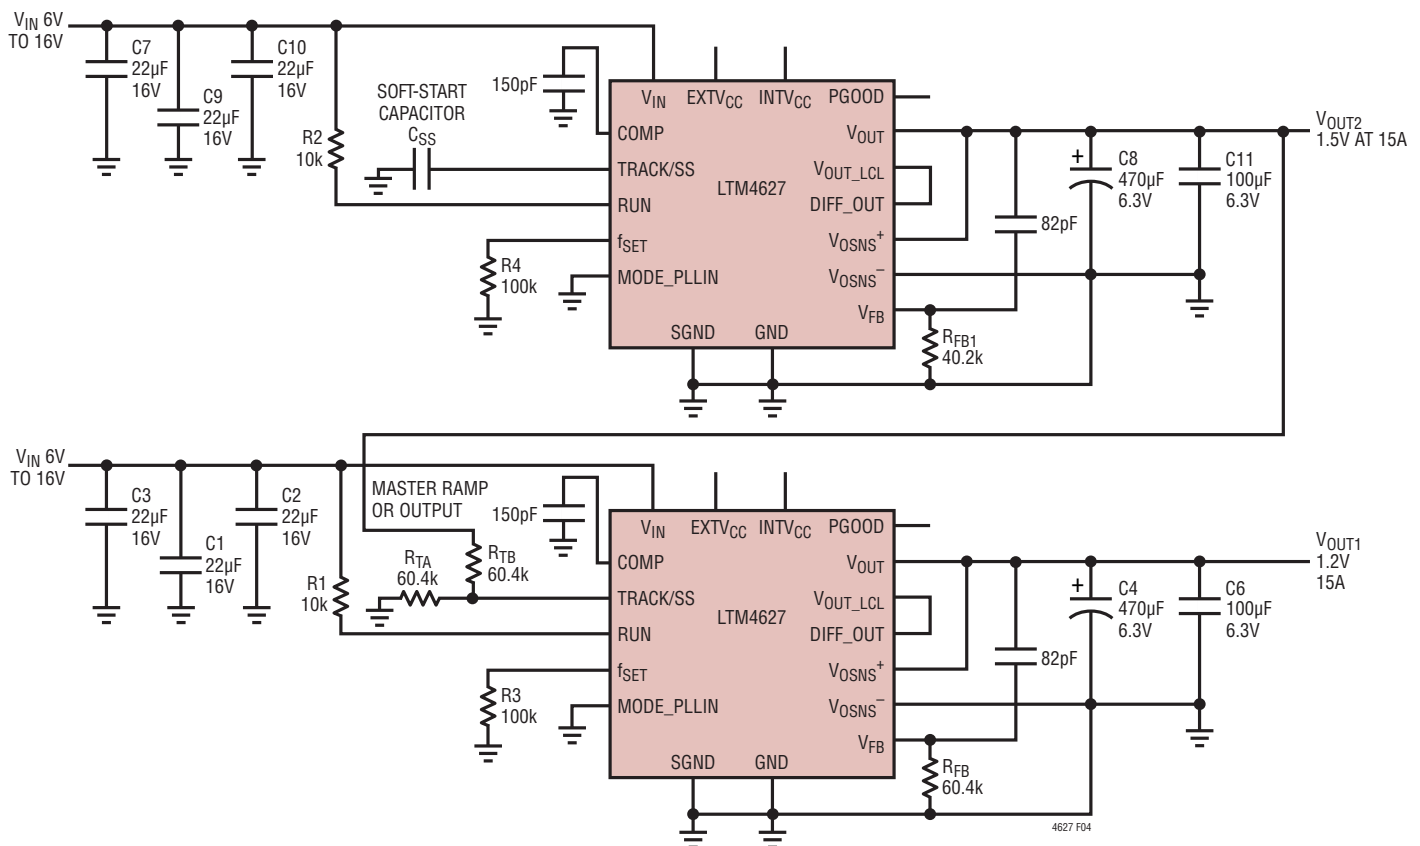 VIN 6V
TO 16V
C7
22µF
16V
C9
22µF
16V
C10
22µF
16V
R2
10k
SOFT-START
CAPACITOR
CSS
150pF
VIN
EXTVCC
INTVCC
PGOOD
COMP
VOUT
TRACK/SS
VOUT_LCL
LTM4627
RUN
DIFF_OUT
fSET
VOSNS+
MODE_PLLIN
VOSNS–
VFB
SGND
GND
R4
100k
RFB1
40.2k
82pF
+
C8
470µF
6.3V
C11
100µF
6.3V
VOUT2
1.5V AT 15A
VIN 6V
TO 16V
C3
22µF
16V
C1
22µF
16V
C2
22µF
16V
R1
10k
MASTER RAMP
OR OUTPUT
RTA
60.4k
RTB
60.4k
150pF
VIN
EXTVCC
INTVCC
PGOOD
COMP
VOUT
TRACK/SS
VOUT_LCL
LTM4627
RUN
DIFF_OUT
fSET
VOSNS+
MODE_PLLIN
VOSNS–
VFB
SGND
GND
R3
100k
RFB
60.4k
82pF
+
C4
470µF
6.3V
C6
100µF
6.3V
VOUT1
1.2V
15A
4627 F04